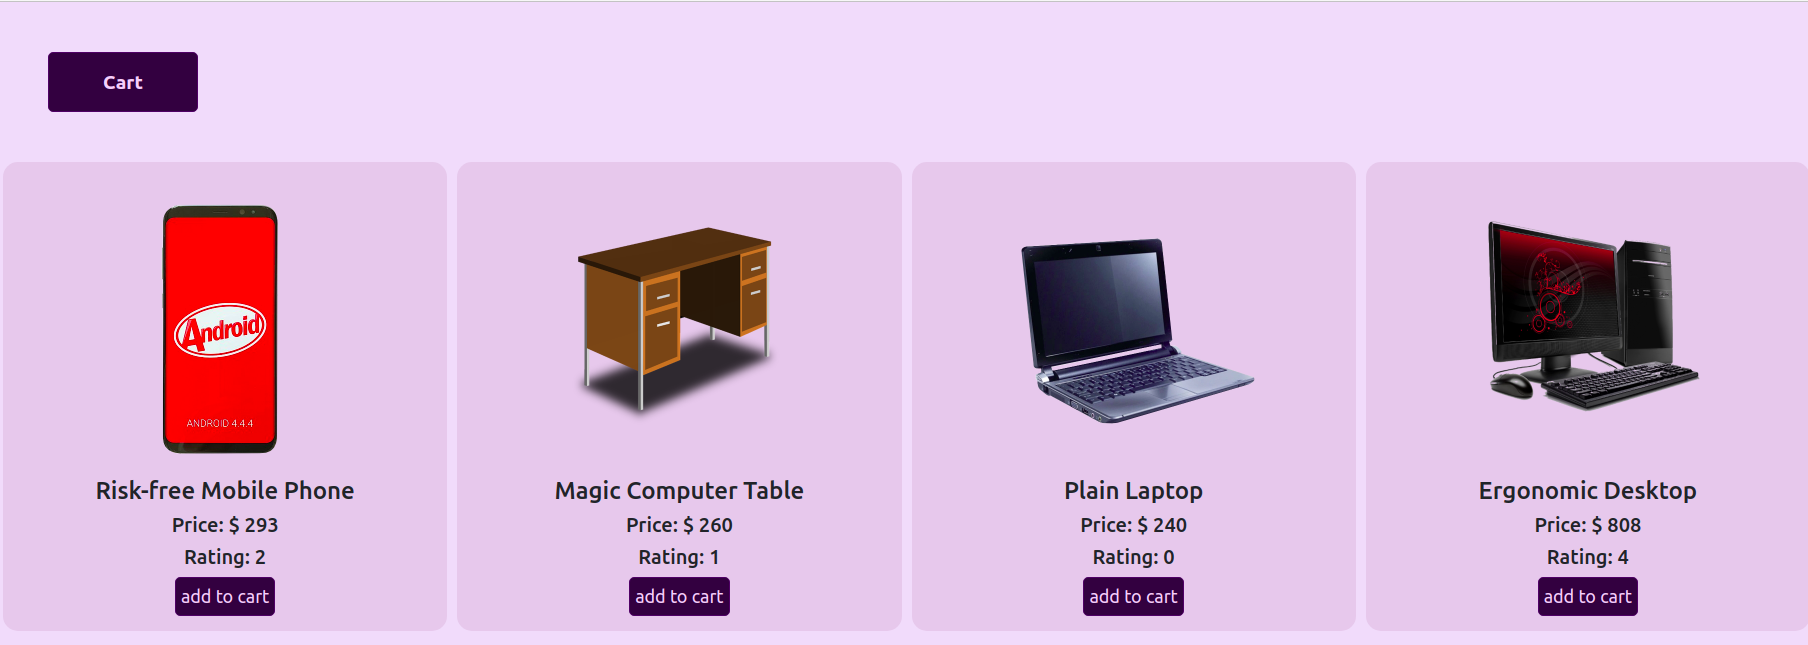 Cart
Android
ANDROID 4.4.4
Risk-free Mobile Phone
Price: $ 293
Rating: 2
add to cart
Magic Computer Table
Price: $ 260
Rating: 1
add to cart
Plain Laptop
Price: $ 240
Rating: 0
add to cart
Ergonomic Desktop
Price: $ 808
Rating: 4
add to cart